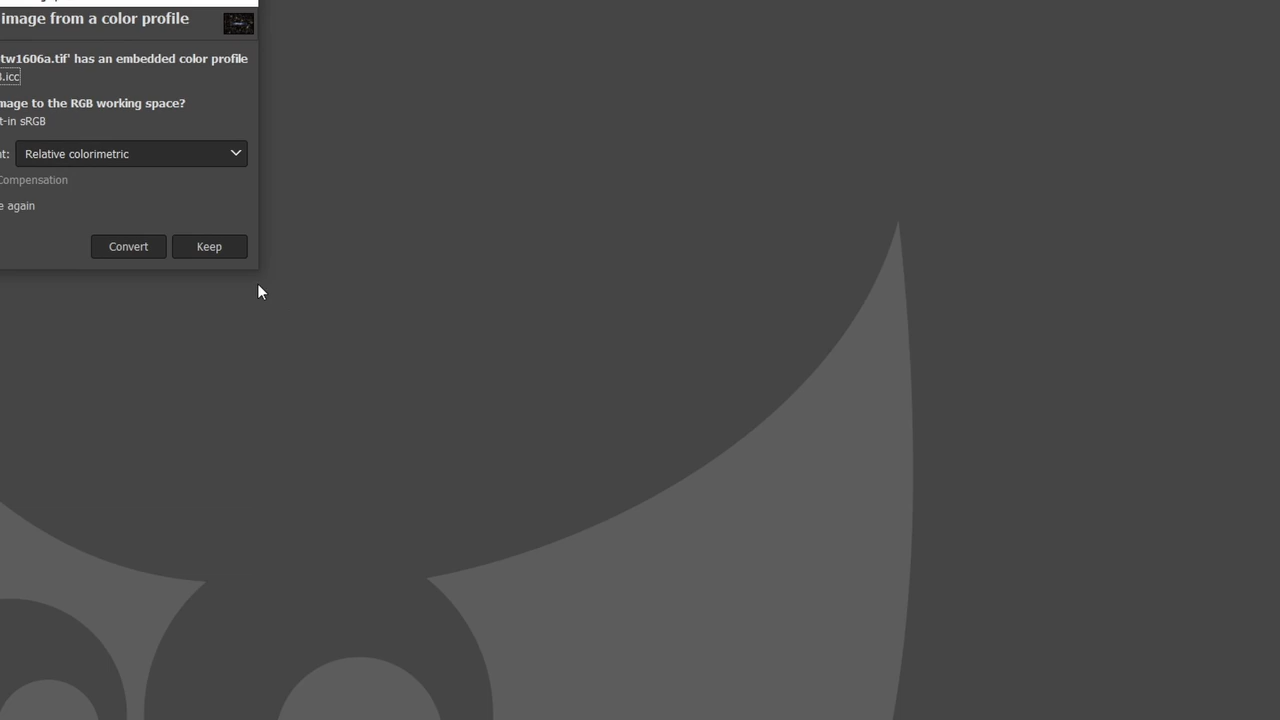 image from a color profile
tw1606a.tif' has an embedded color profile
.icc
mage to the RGB working space?
t-in sRGB
nt: Relative colorimetric
Compensation
e again
Convert Keep